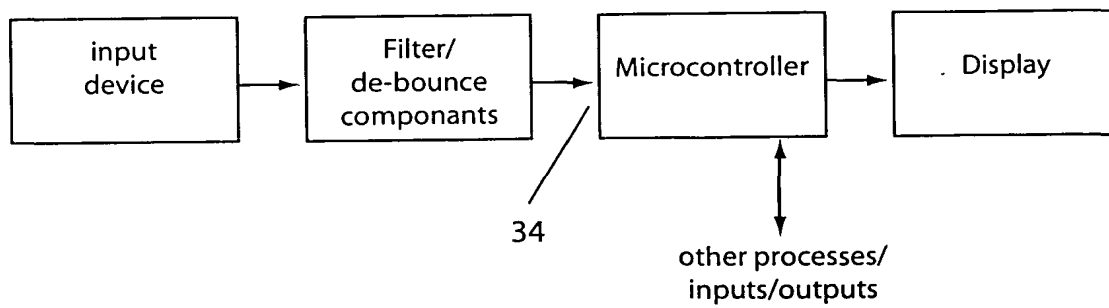 input
device
Filter/
de-bounce
componants
Microcontroller
Display
34
other processes/
inputs/outputs